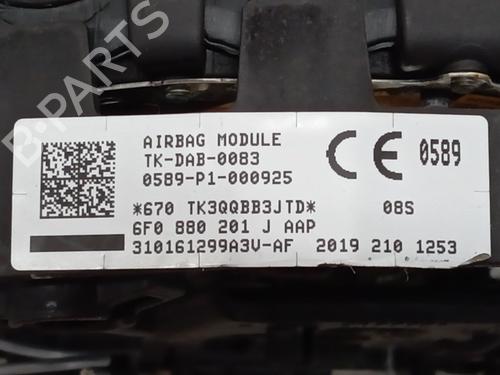 B-PARTS
AIRBAG MODULE
TK-DAB-0083
0589-P1-000925
CE 0589
*670 TK3QQBB3JTD* 08S
6F0 880 201 J AAP
310161299A3V-AF 2019 210 1253